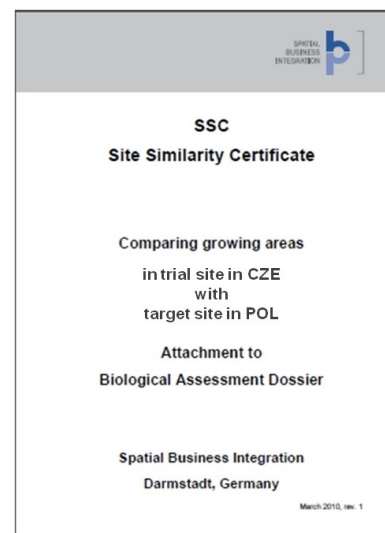 SPATIAL
BUSINESS
INTEGRATION
SSC
Site Similarity Certificate
Comparing growing areas
in trial site in CZE
with
target site in POL
Attachment to
Biological Assessment Dossier
Spatial Business Integration
Darmstadt, Germany
March 2010, rev. 1